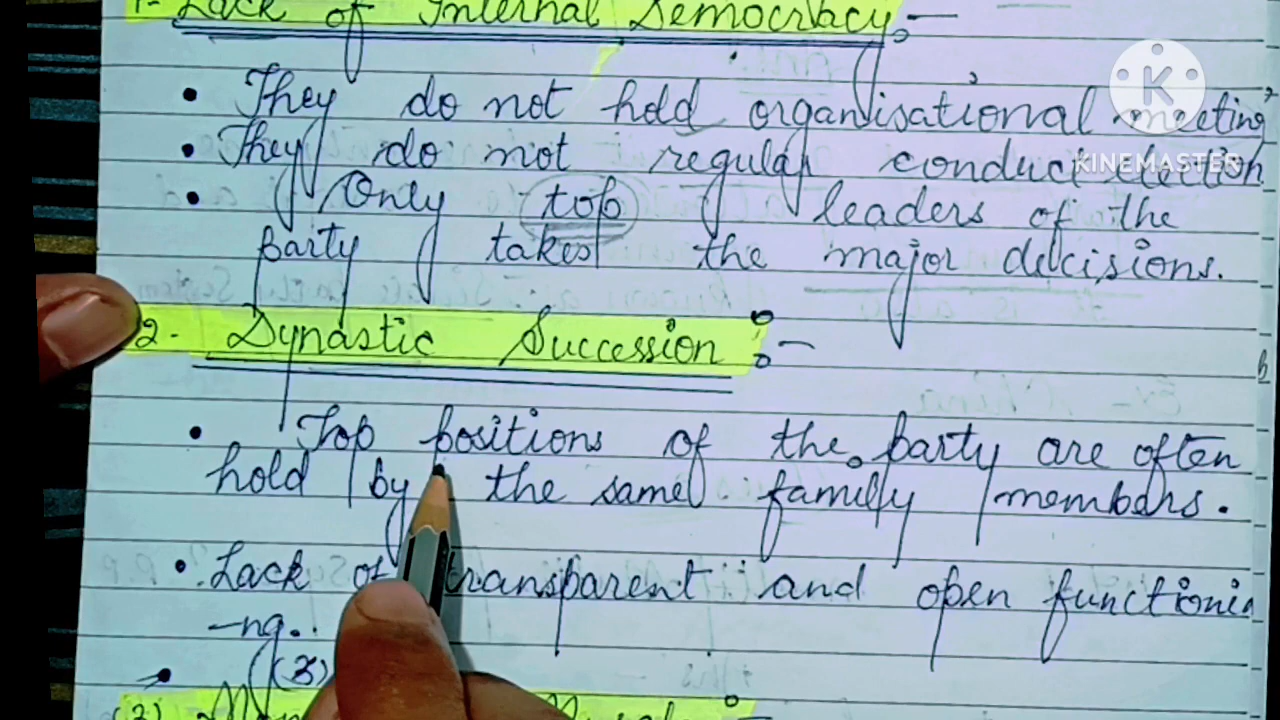 1- Lack of Internal Democracy:-
• They do not hold organisational meeting,
• They do not regular conduct election
• Only top leaders of the
party takes the major decisions.
2- Dynastic Succession:-
• Top positions of the party are often
hold by the same family members.
• Lack of transparent and open functioni
-ng.
(3)
K
KINEMASTER